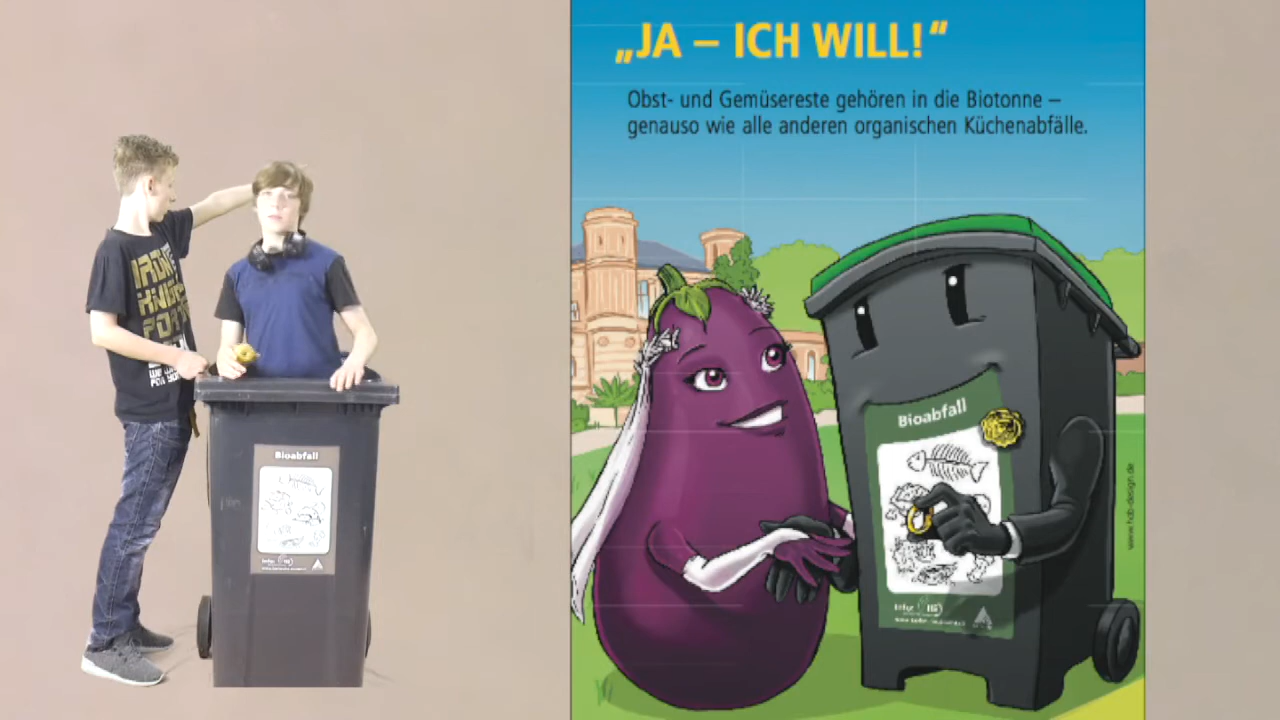 „JA – ICH WILL!“
Obst- und Gemüsereste gehören in die Biotonne –
genauso wie alle anderen organischen Küchenabfälle.
Bioabfall
Bioabfall
www.hdb-design.de